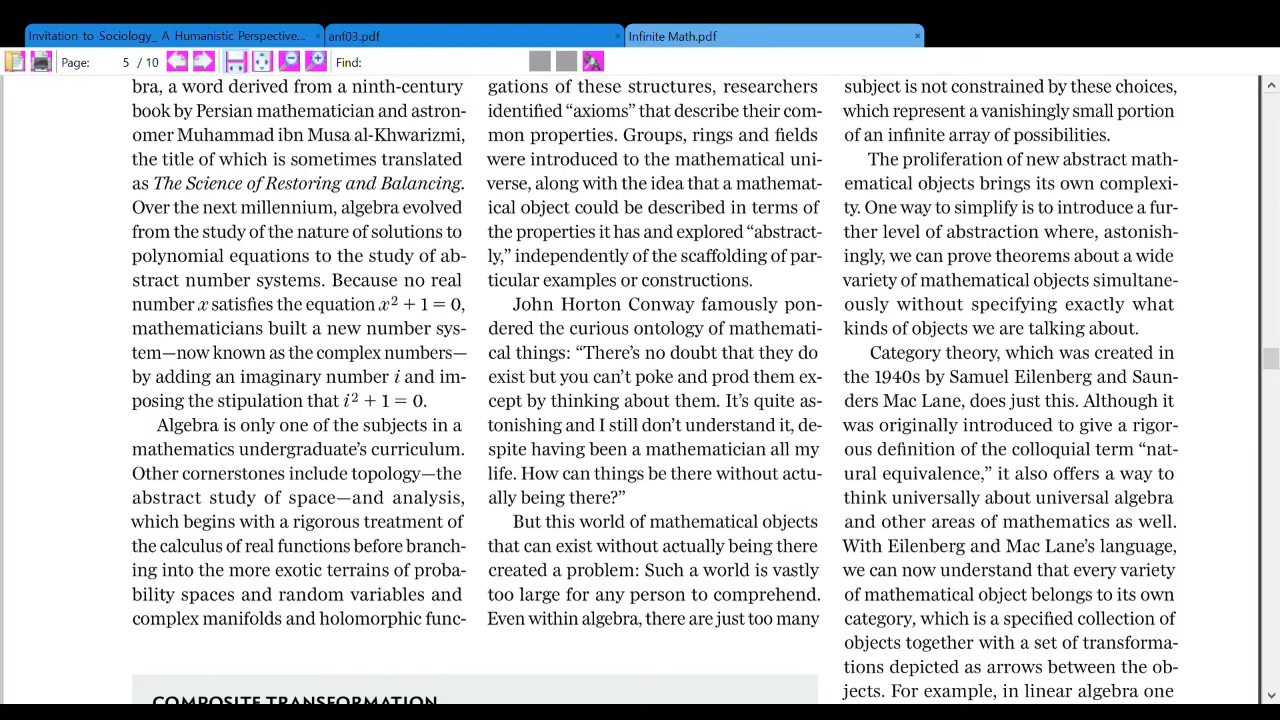 Invitation to Sociology_ A Humanistic Perspective...
anf03.pdf
Infinite Math.pdf
Page: 5 / 10 Find:
bra, a word derived from a ninth-century
book by Persian mathematician and astron-
omer Muhammad ibn Musa al-Khwarizmi,
the title of which is sometimes translated
as The Science of Restoring and Balancing.
Over the next millennium, algebra evolved
from the study of the nature of solutions to
polynomial equations to the study of ab-
stract number systems. Because no real
number x satisfies the equation x² + 1 = 0,
mathematicians built a new number sys-
tem—now known as the complex numbers—
by adding an imaginary number i and im-
posing the stipulation that i² + 1 = 0.
Algebra is only one of the subjects in a
mathematics undergraduate’s curriculum.
Other cornerstones include topology—the
abstract study of space—and analysis,
which begins with a rigorous treatment of
the calculus of real functions before branch-
ing into the more exotic terrains of proba-
bility spaces and random variables and
complex manifolds and holomorphic func-
gations of these structures, researchers
identified “axioms” that describe their com-
mon properties. Groups, rings and fields
were introduced to the mathematical uni-
verse, along with the idea that a mathemat-
ical object could be described in terms of
the properties it has and explored “abstract-
ly,” independently of the scaffolding of par-
ticular examples or constructions.
John Horton Conway famously pon-
dered the curious ontology of mathemati-
cal things: “There’s no doubt that they do
exist but you can’t poke and prod them ex-
cept by thinking about them. It’s quite as-
tonishing and I still don’t understand it, de-
spite having been a mathematician all my
life. How can things be there without actu-
ally being there?”
But this world of mathematical objects
that can exist without actually being there
created a problem: Such a world is vastly
too large for any person to comprehend.
Even within algebra, there are just too many
COMPOSITE TRANSFORMATION
subject is not constrained by these choices,
which represent a vanishingly small portion
of an infinite array of possibilities.
The proliferation of new abstract math-
ematical objects brings its own complexi-
ty. One way to simplify is to introduce a fur-
ther level of abstraction where, astonish-
ingly, we can prove theorems about a wide
variety of mathematical objects simultane-
ously without specifying exactly what
kinds of objects we are talking about.
Category theory, which was created in
the 1940s by Samuel Eilenberg and Saun-
ders Mac Lane, does just this. Although it
was originally introduced to give a rigor-
ous definition of the colloquial term “nat-
ural equivalence,” it also offers a way to
think universally about universal algebra
and other areas of mathematics as well.
With Eilenberg and Mac Lane’s language,
we can now understand that every variety
of mathematical object belongs to its own
category, which is a specified collection of
objects together with a set of transforma-
tions depicted as arrows between the ob-
jects. For example, in linear algebra one